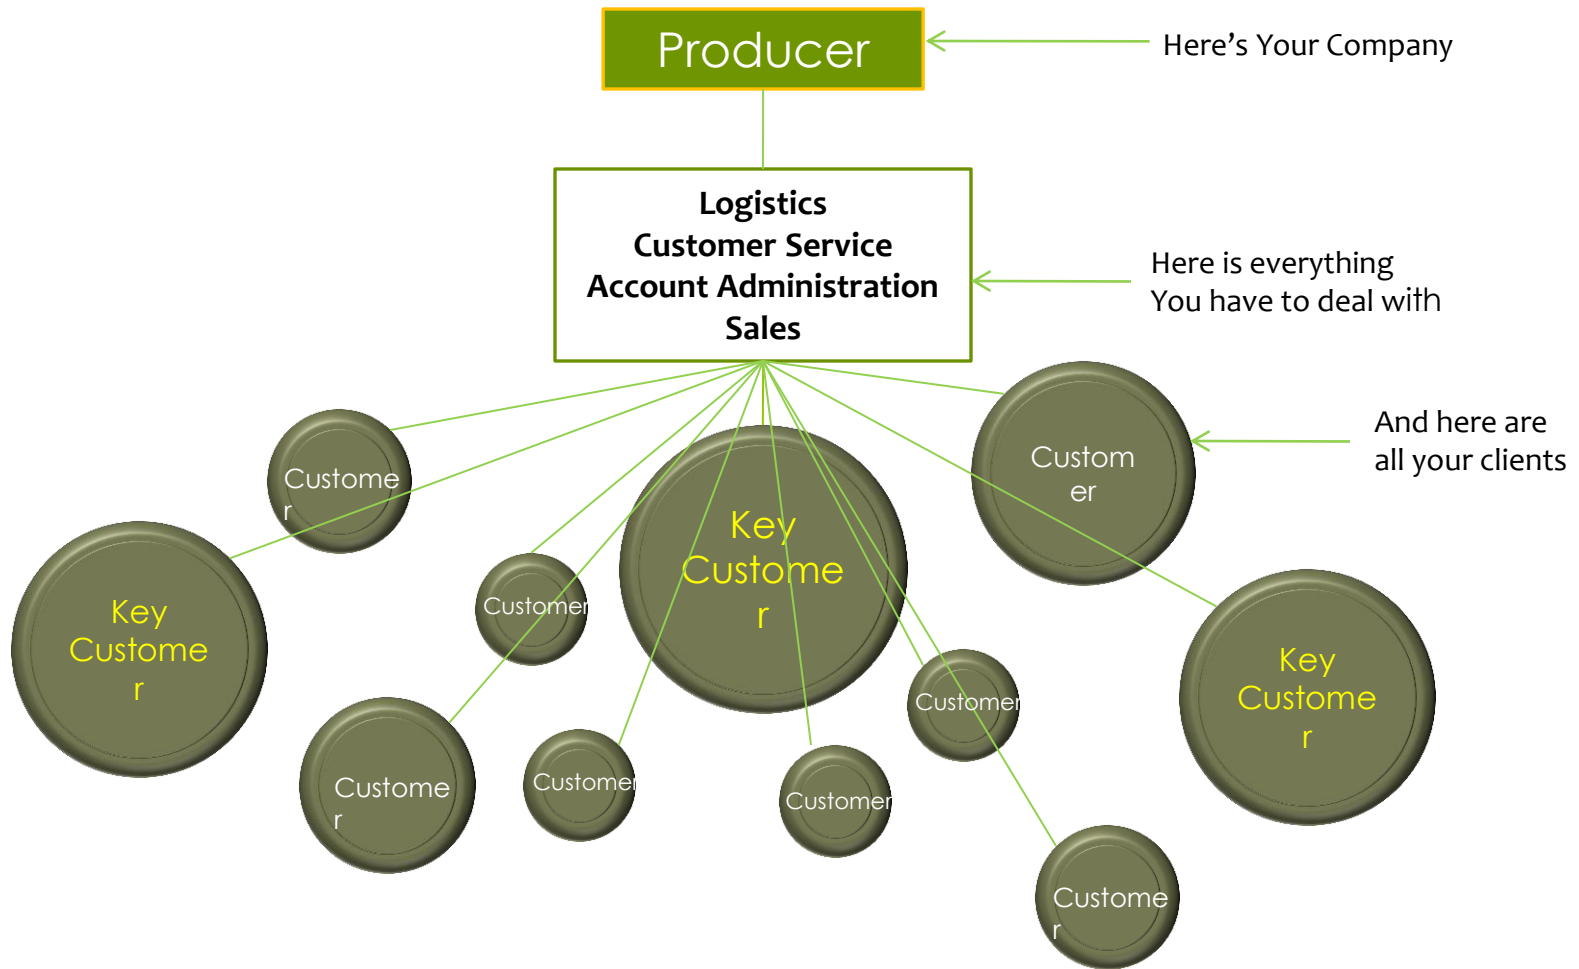 Producer
Here’s Your Company
Logistics
Customer Service
Account Administration
Sales
Here is everything
You have to deal with
And here are
all your clients
Custome
r
Custom
er
Key
Custome
r
Key
Custome
r
Customer
Key
Custome
r
Customer
Custome
r
Customer
Customer
Custome
r